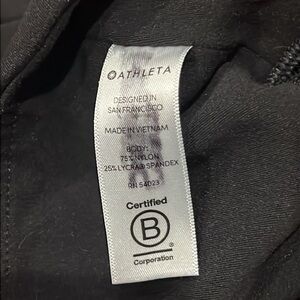 ATHLETA
DESIGNED IN
SAN FRANCISCO
MADE IN VIETNAM
BODY:
75% NYLON
25% LYCRA® SPANDEX
RN 54023
Certified
B
®
Corporation